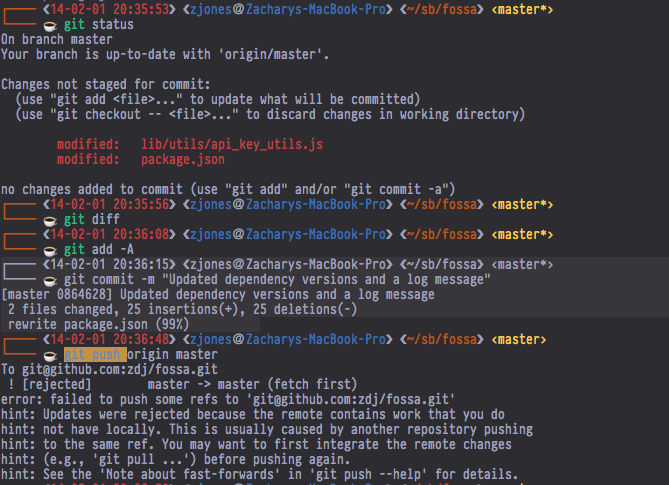 ┌─── <14-02-01 20:35:53> <zjones@Zacharys-MacBook-Pro> <~/sb/fossa> <master*>
└─── ☕ git status
On branch master
Your branch is up-to-date with 'origin/master'.
Changes not staged for commit:
(use "git add <file>..." to update what will be committed)
(use "git checkout -- <file>..." to discard changes in working directory)
modified:   lib/utils/api_key_utils.js
modified:   package.json
no changes added to commit (use "git add" and/or "git commit -a")
┌─── <14-02-01 20:35:56> <zjones@Zacharys-MacBook-Pro> <~/sb/fossa> <master*>
└─── ☕ git diff
┌─── <14-02-01 20:36:08> <zjones@Zacharys-MacBook-Pro> <~/sb/fossa> <master*>
└─── ☕ git add -A
┌─── <14-02-01 20:36:15> <zjones@Zacharys-MacBook-Pro> <~/sb/fossa> <master*>
└─── ☕ git commit -m "Updated dependency versions and a log message"
[master 0864628] Updated dependency versions and a log message
2 files changed, 25 insertions(+), 25 deletions(-)
rewrite package.json (99%)
┌─── <14-02-01 20:36:48> <zjones@Zacharys-MacBook-Pro> <~/sb/fossa> <master*>
└─── ☕ git push origin master
To git@github.com:zdj/fossa.git
! [rejected]        master -> master (fetch first)
error: failed to push some refs to 'git@github.com:zdj/fossa.git'
hint: Updates were rejected because the remote contains work that you do
hint: not have locally. This is usually caused by another repository pushing
hint: to the same ref. You may want to first integrate the remote changes
hint: (e.g., 'git pull ...') before pushing again.
hint: See the 'Note about fast-forwards' in 'git push --help' for details.